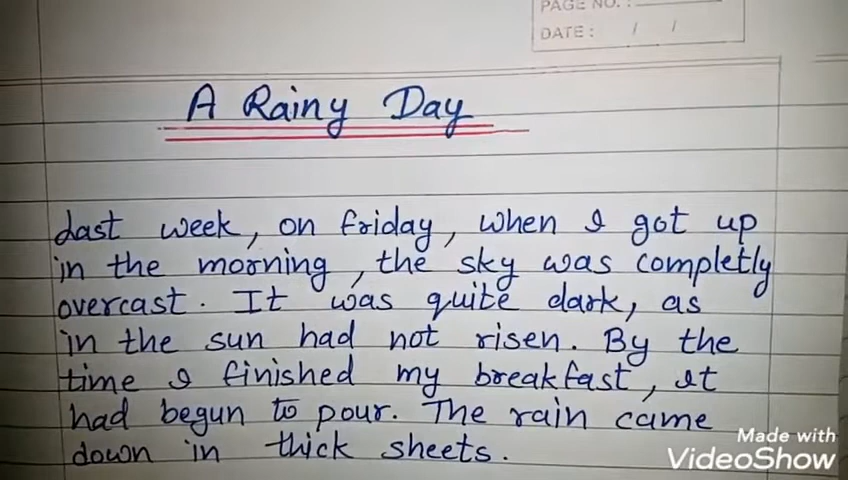 PAGE NO. :
DATE : / /
A Rainy Day
Last week, on friday, when I got up
in the morning, the sky was completly
overcast. It was quite dark, as
in the sun had not risen. By the
time I finished my breakfast, It
had begun to pour. The rain came
down in thick sheets.
Made with
VideoShow